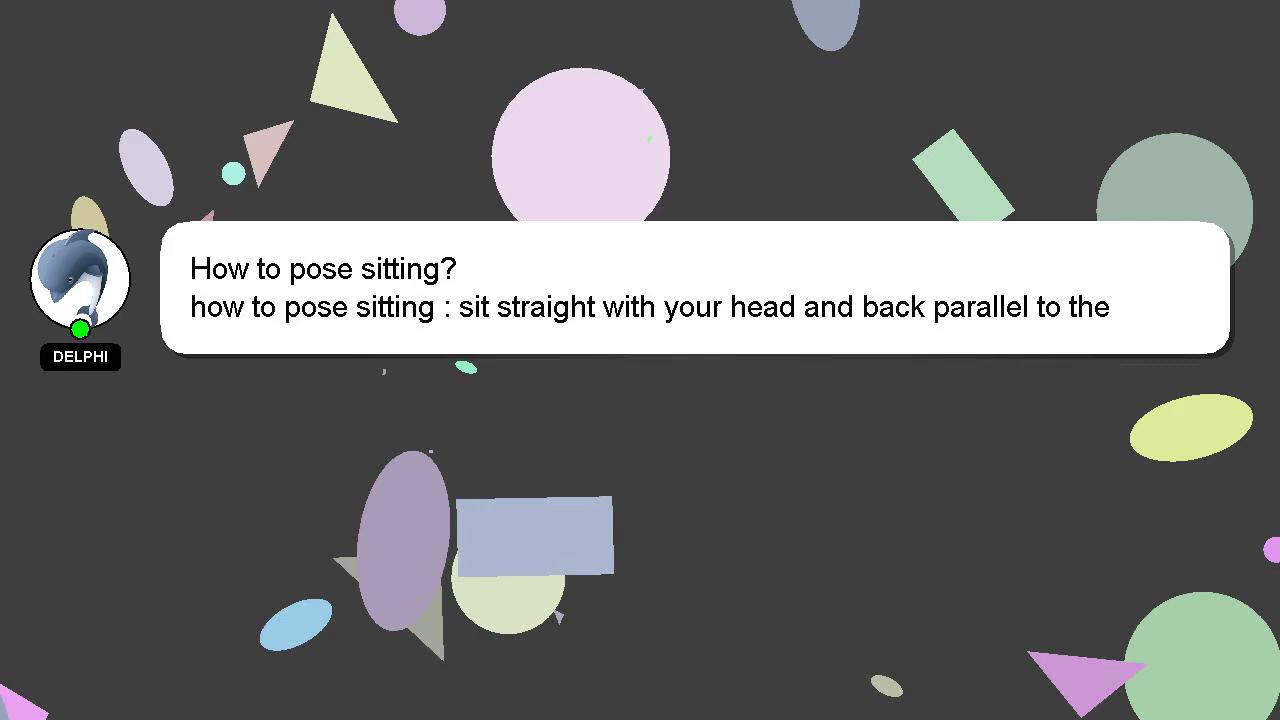 How to pose sitting?
how to pose sitting : sit straight with your head and back parallel to the
DELPHI